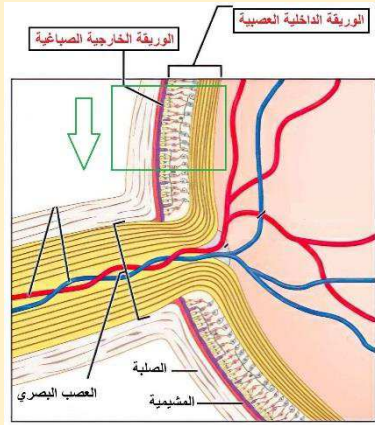 الوريقة الداخلية العصبية
الوريقة الخارجية الصباغية
الصلبة
العصب البصري
المشيمية